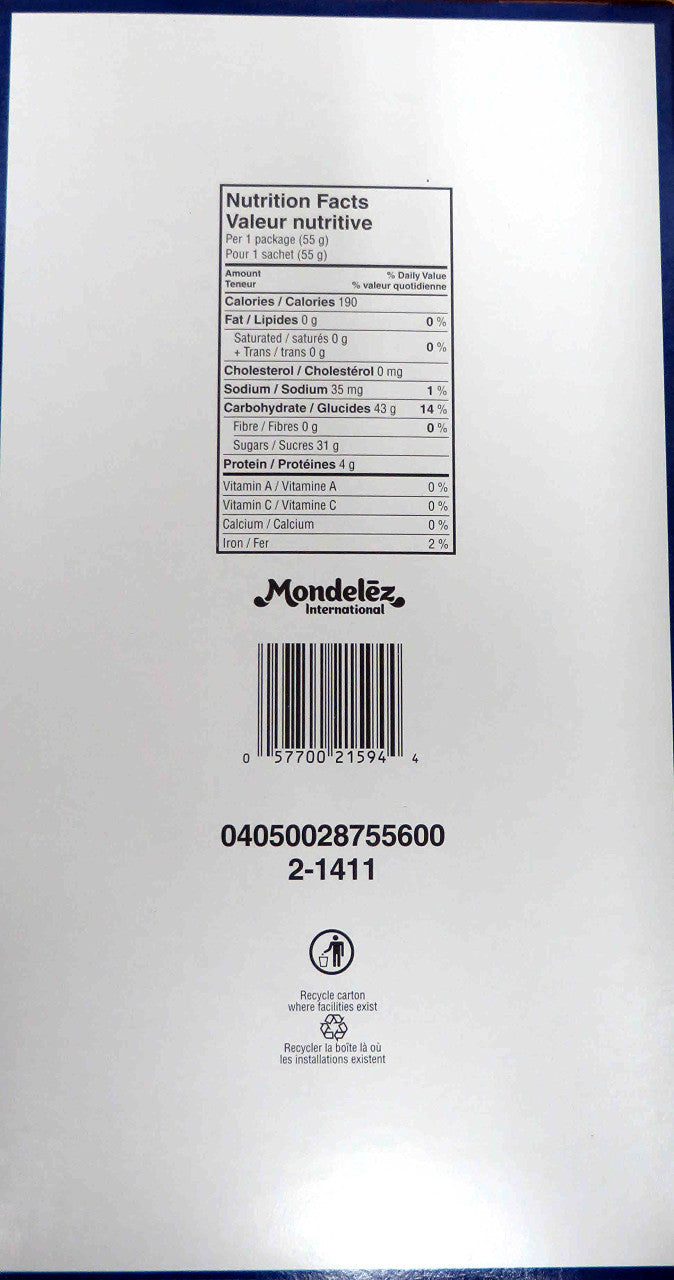 Nutrition Facts
Valeur nutritive
Per 1 package (55 g)
Pour 1 sachet (55 g)
Amount % Daily Value
Teneur % valeur quotidienne
Calories / Calories 190
Fat / Lipides 0 g 0 %
Saturated / saturés 0 g
+ Trans / trans 0 g 0 %
Cholesterol / Cholestérol 0 mg
Sodium / Sodium 35 mg 1 %
Carbohydrate / Glucides 43 g 14 %
Fibre / Fibres 0 g 0 %
Sugars / Sucres 31 g
Protein / Protéines 4 g
Vitamin A / Vitamine A 0 %
Vitamin C / Vitamine C 0 %
Calcium / Calcium 0 %
Iron / Fer 2 %
Mondelēz
International
0 57700 21594 4
04050028755600
2-1411
Recycle carton
where facilities exist
Recycler la boîte là où
les installations existent